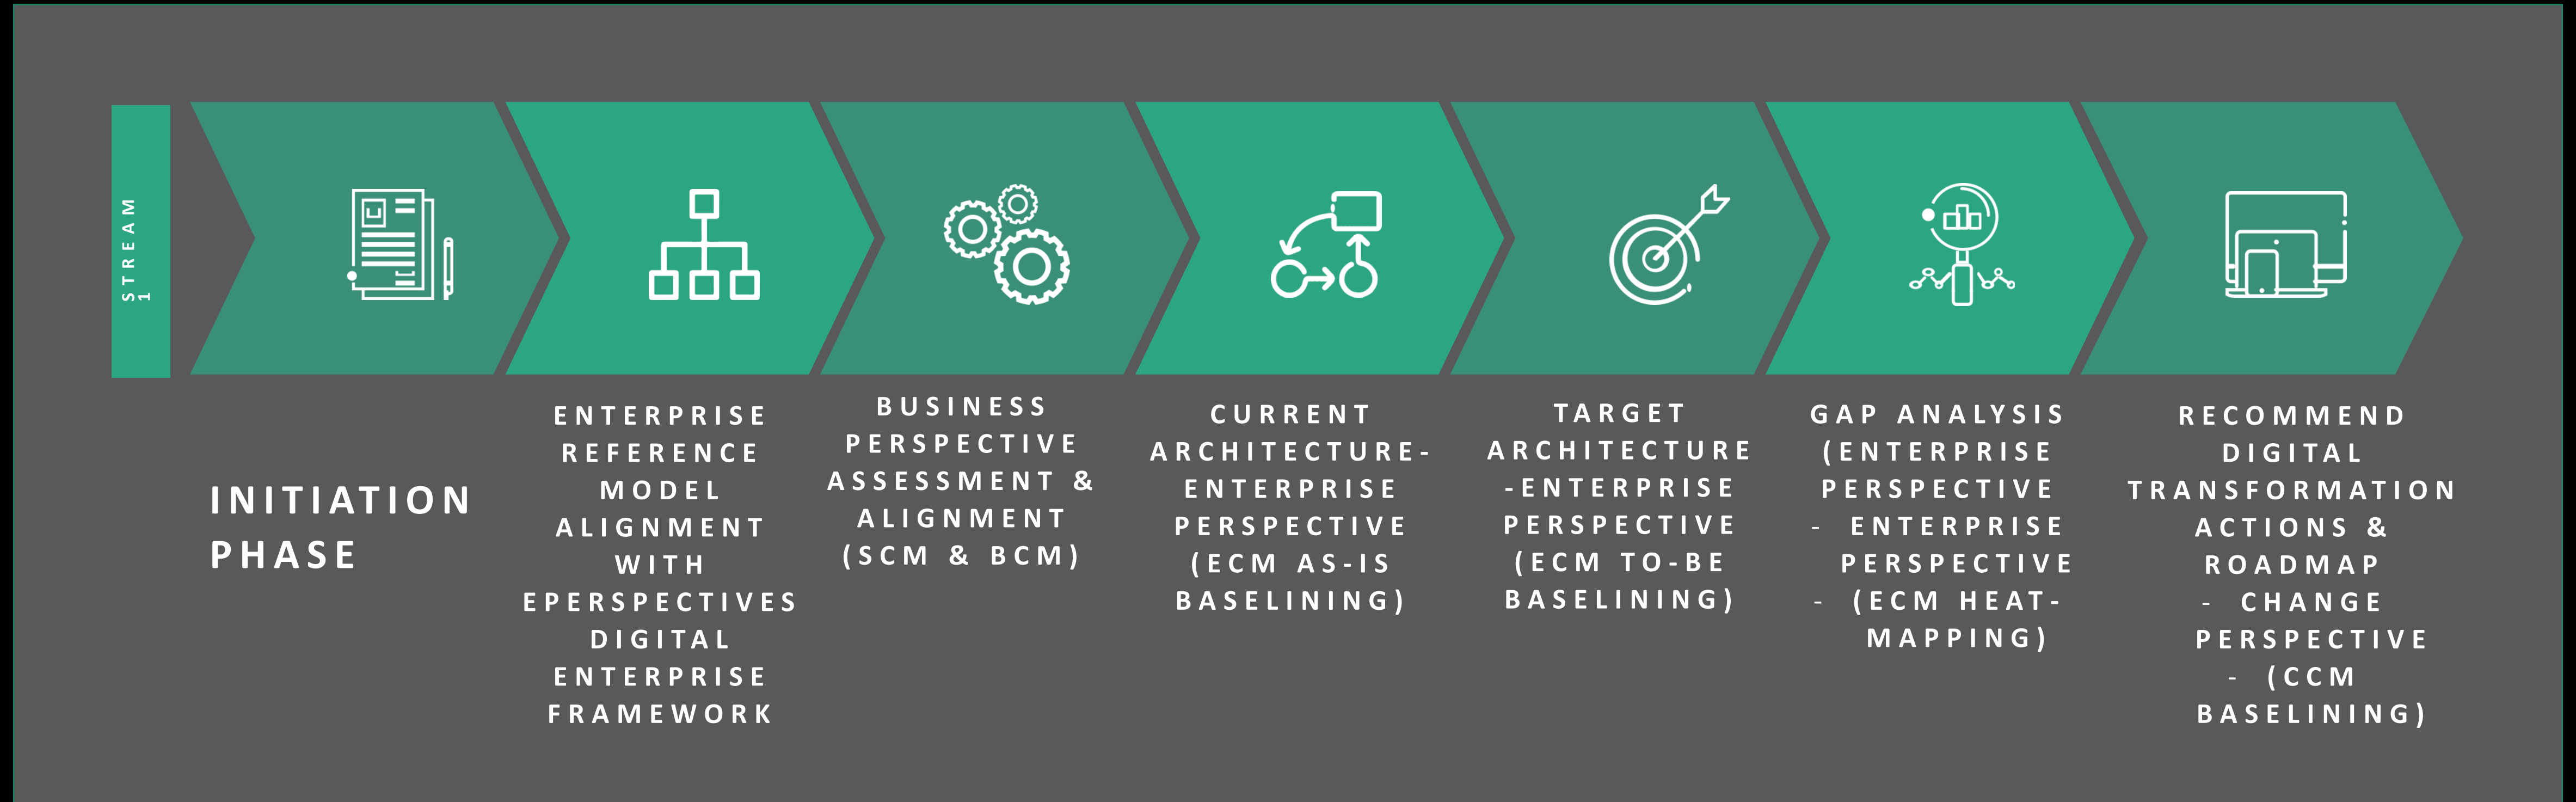 STREAM
1
INITIATION
PHASE
ENTERPRISE
REFERENCE
MODEL
ALIGNMENT
WITH
EPERSPECTIVES
DIGITAL
ENTERPRISE
FRAMEWORK
BUSINESS
PERSPECTIVE
ASSESSMENT &
ALIGNMENT
(SCM & BCM)
CURRENT
ARCHITECTURE-
ENTERPRISE
PERSPECTIVE
(ECM AS-IS
BASELINING)
TARGET
ARCHITECTURE
-ENTERPRISE
PERSPECTIVE
(ECM TO-BE
BASELINING)
GAP ANALYSIS
(ENTERPRISE
PERSPECTIVE
- ENTERPRISE
PERSPECTIVE
- (ECM HEAT-
MAPPING)
RECOMMEND
DIGITAL
TRANSFORMATION
ACTIONS &
ROADMAP
- CHANGE
PERSPECTIVE
- (CCM
BASELINING)